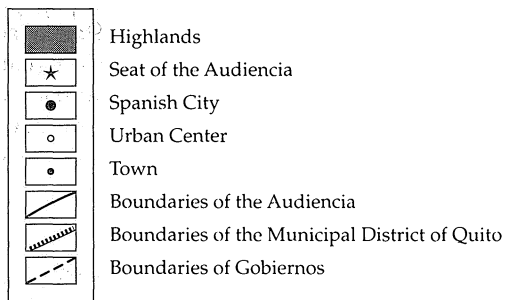 Highlands
Seat of the Audiencia
Spanish City
Urban Center
Town
Boundaries of the Audiencia
Boundaries of the Municipal District of Quito
Boundaries of Gobiernos